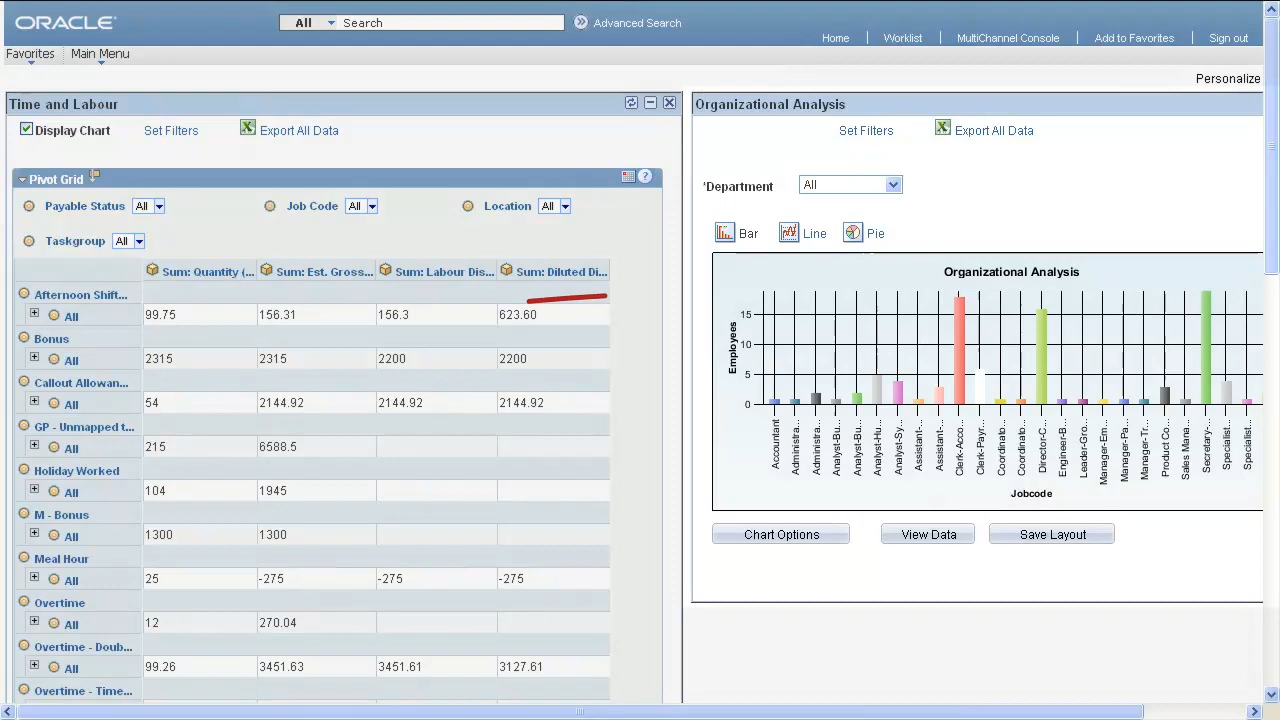 ORACLE
All Search
Advanced Search
Home
Worklist
MultiChannel Console
Add to Favorites
Sign out
Favorites
Main Menu
Personalize
Time and Labour
Display Chart
Set Filters
Export All Data
Pivot Grid
Payable Status All
Job Code All
Location All
Taskgroup All
Sum: Quantity (... Sum: Est. Gross... Sum: Labour Dis... Sum: Diluted Di...
Afternoon Shift...
All 99.75 156.31 156.3 623.60
Bonus
All 2315 2315 2200 2200
Callout Allowan...
All 54 2144.92 2144.92 2144.92
GP - Unmapped t...
All 215 6588.5
Holiday Worked
All 104 1945
M - Bonus
All 1300 1300
Meal Hour
All 25 -275 -275 -275
Overtime
All 12 270.04
Overtime - Doub...
All 99.26 3451.63 3451.61 3127.61
Overtime - Time...
Organizational Analysis
Set Filters
Export All Data
*Department All
Bar
Line
Pie
Organizational Analysis
Employees
15
10
5
0
Accountant
Administra...
Administra...
Analyst-Bu...
Analyst-Bu...
Analyst-Hu...
Analyst-Sy...
Assistant-...
Assistant-...
Clerk-Acco...
Clerk-Payr...
Coordinato...
Coordinato...
Director-C...
Engineer-B...
Leader-Gro...
Manager-Em...
Manager-Pa...
Manager-Tr...
Product Co...
Sales Mana...
Secretary-...
Specialist...
Specialist...
Jobcode
Chart Options
View Data
Save Layout